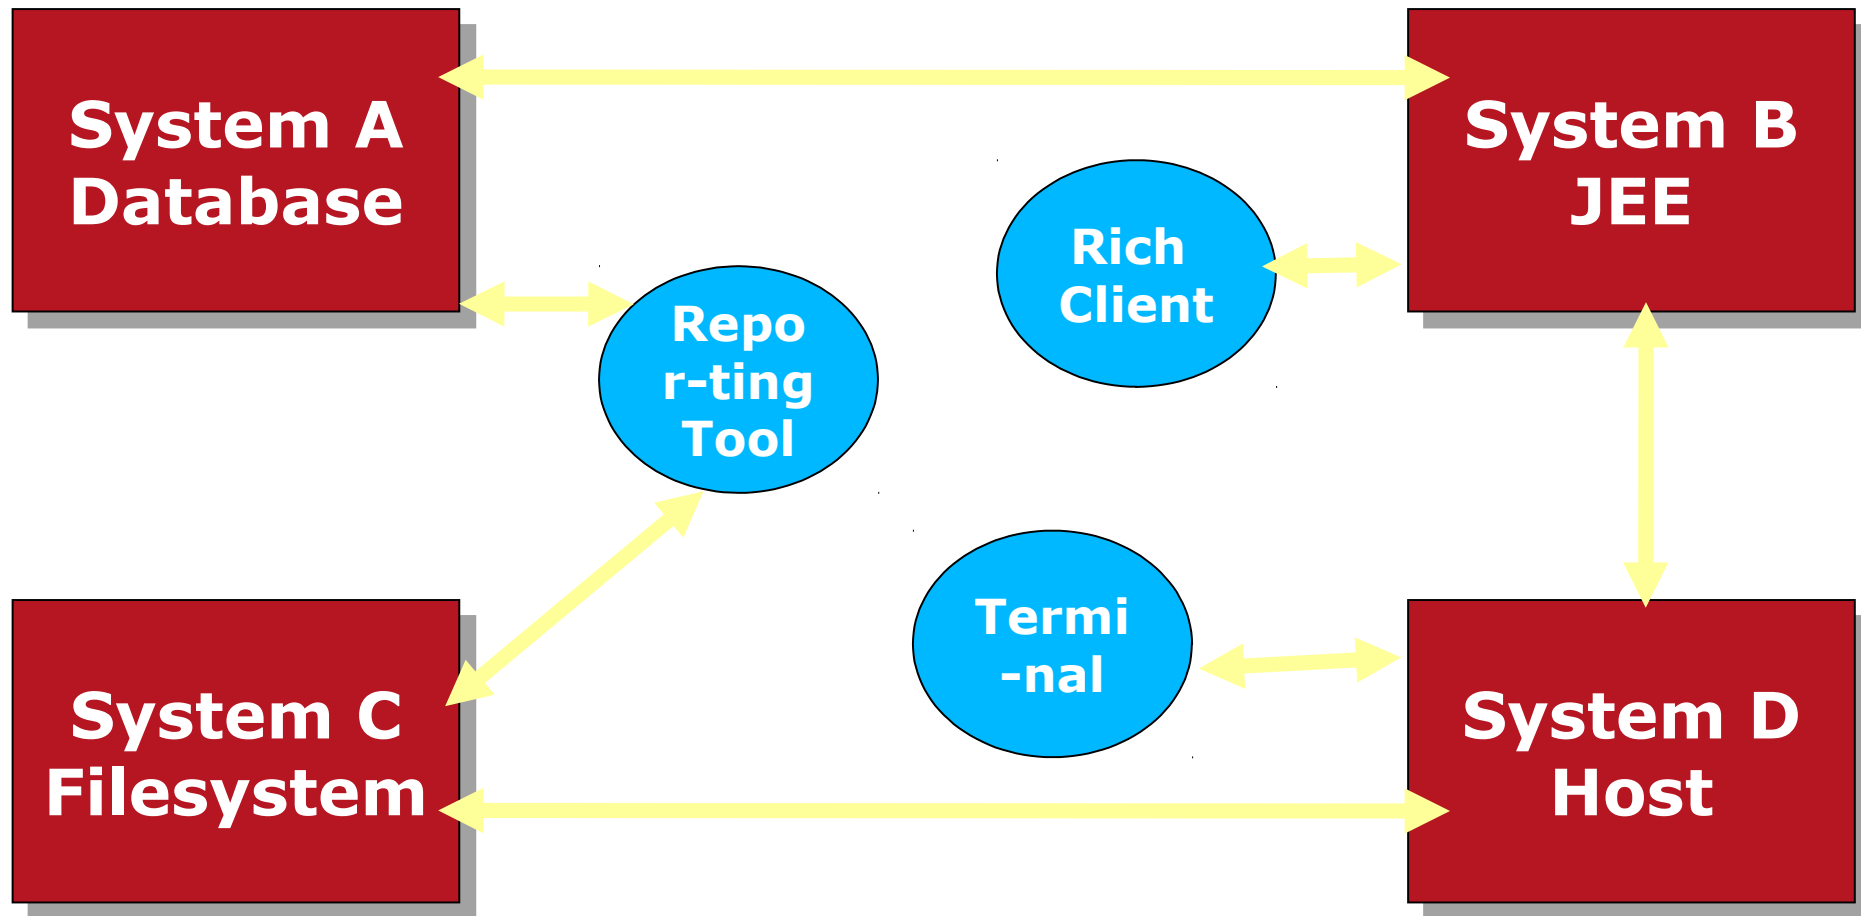 System A
Database
System B
JEE
Rich
Client
Repo
r-ting
Tool
Termi
-nal
System C
Filesystem
System D
Host